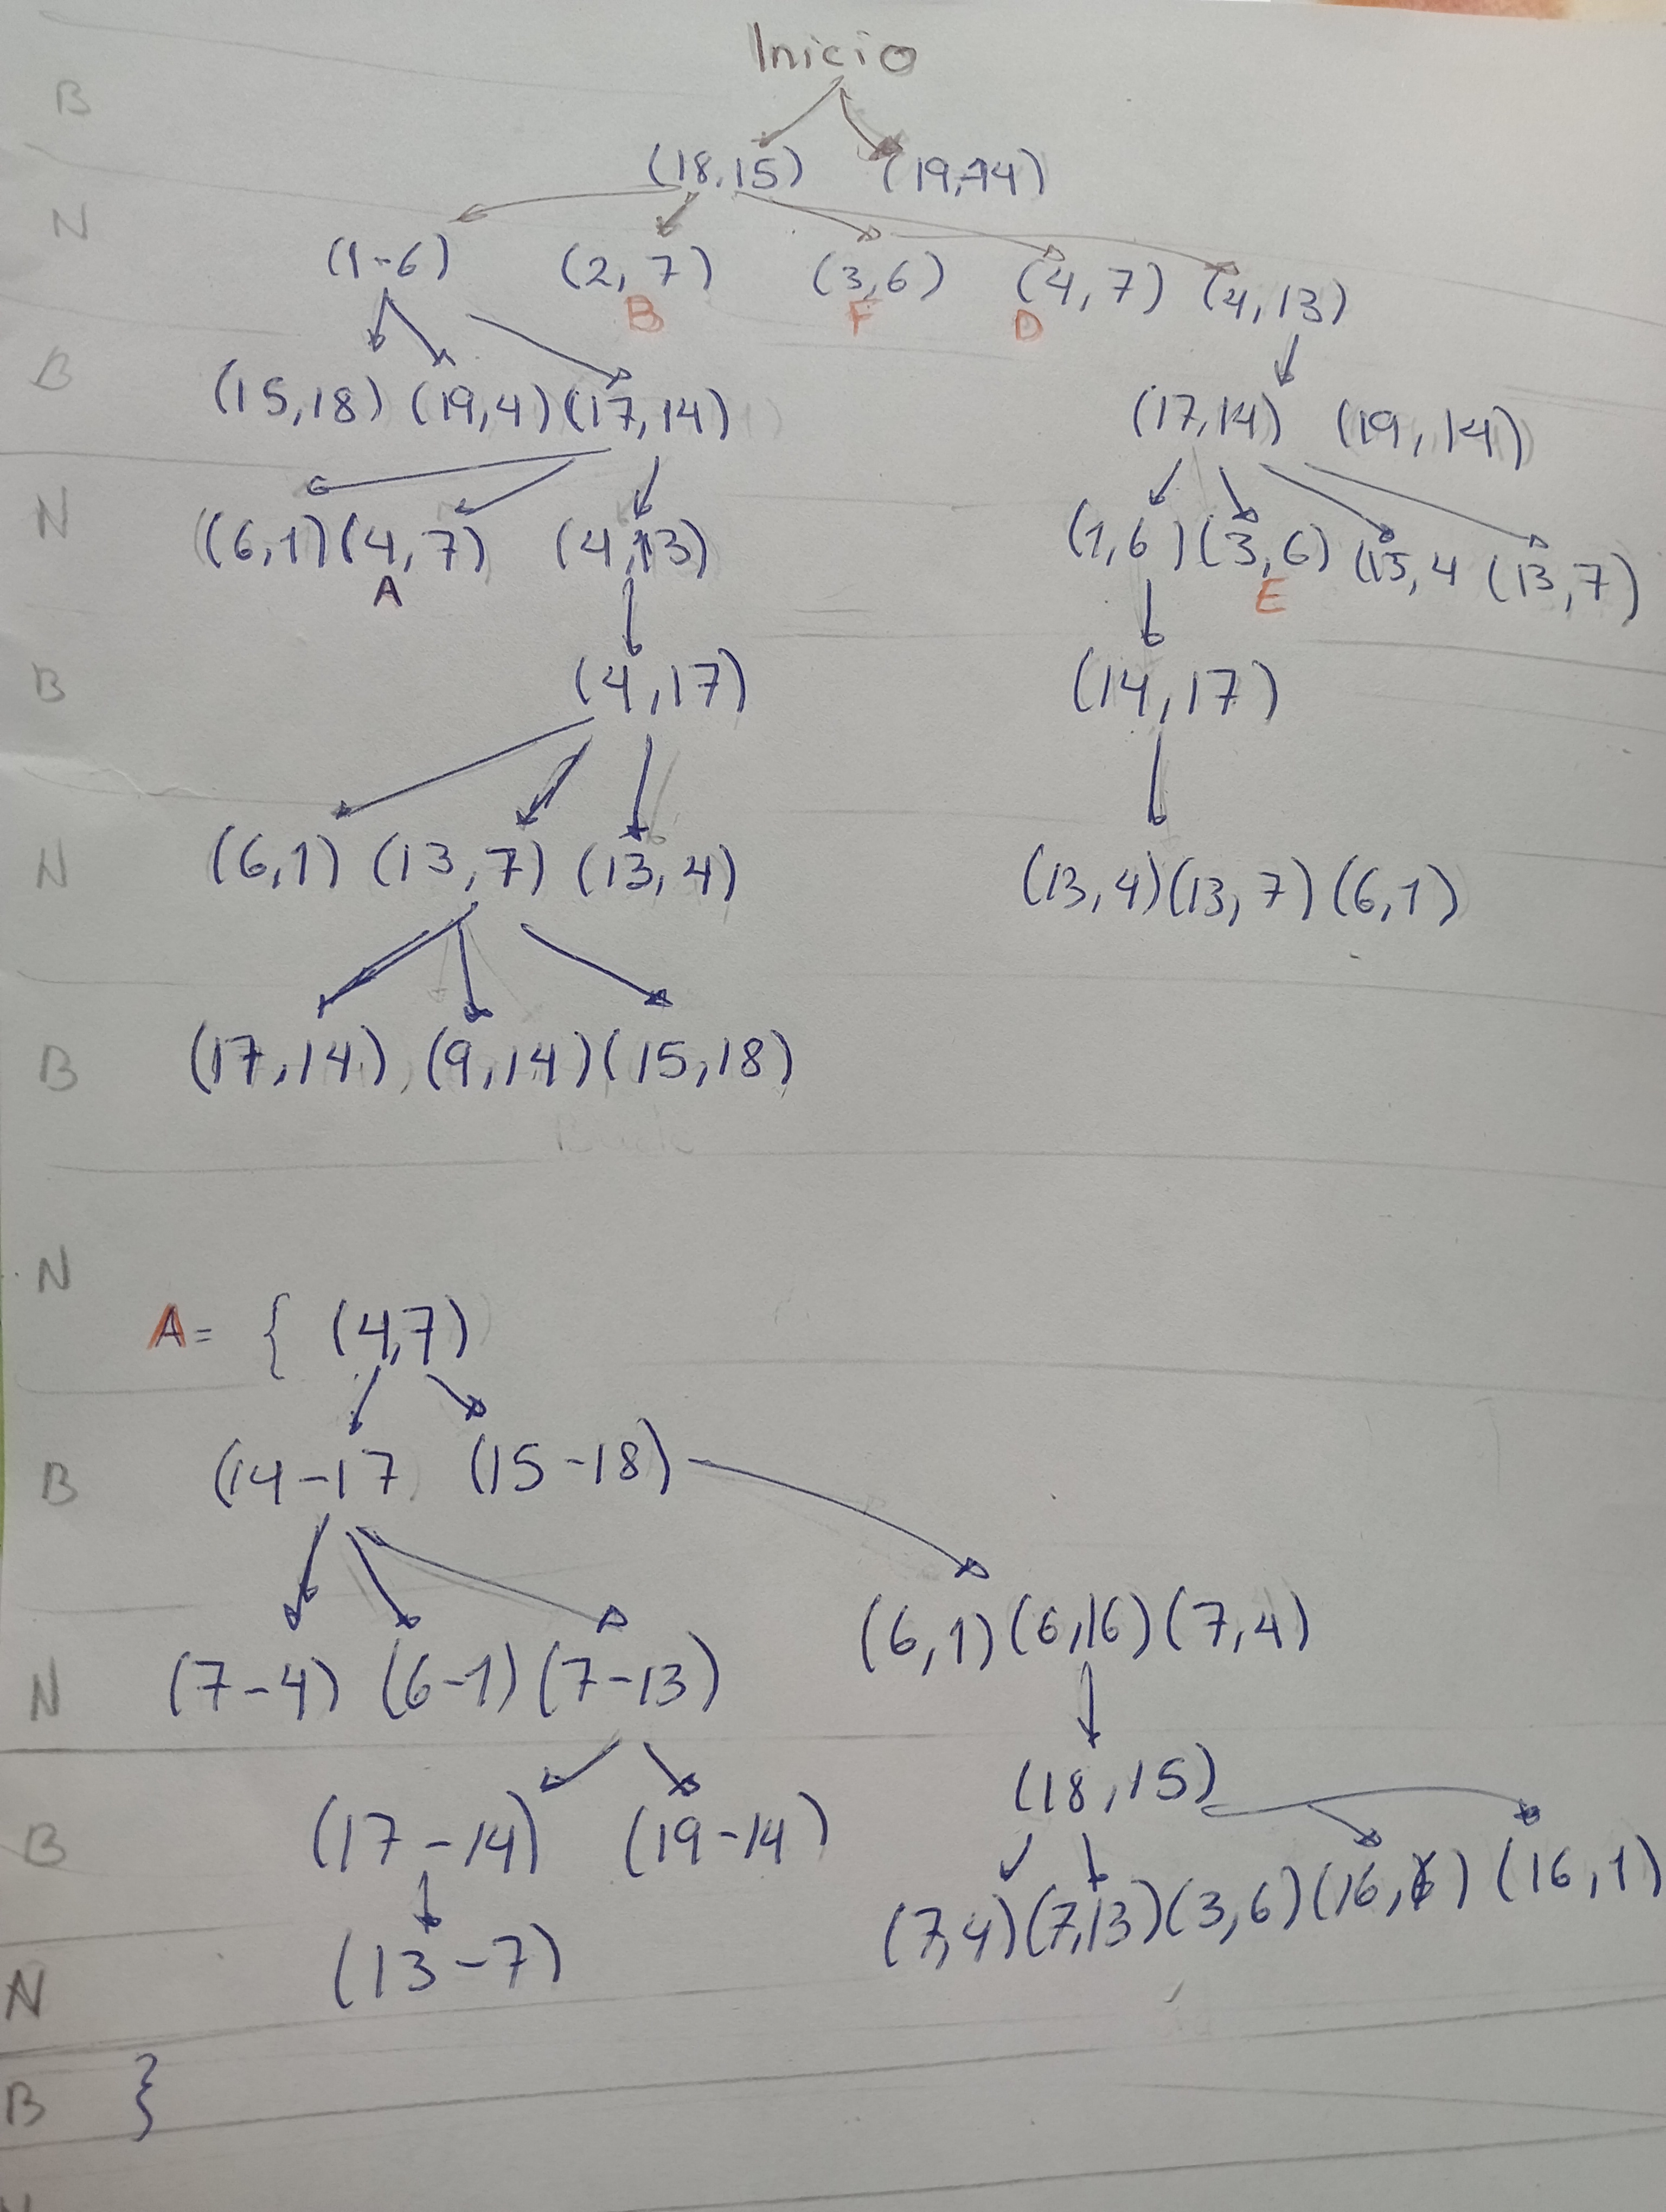 Inicio
B
(18,15) (19,14)
N
(1-6) (2,7) (3,6) (4,7) (4,13)
B F D
B
(15,18) (19,4) (17,14) (17,14) (19,14)
N
(6,1) (4,7) (4,13) (1,6) (3,6) (15,4 (13,7)
A E
B
(4,17) (14,17)
N
(6,1) (13,7) (13,4) (13,4) (13,7) (6,1)
B
(17,14) (9,14) (15,18)
N
A= { (4,7)
B
(14-17 (15-18)
(6,1) (6,16) (7,4)
N
(7-4) (6-1) (7-13)
(18,15)
B
(17-14) (19-14)
(7,4) (7,13) (3,6) (16, ) (16,1)
N
(13-7)
B }